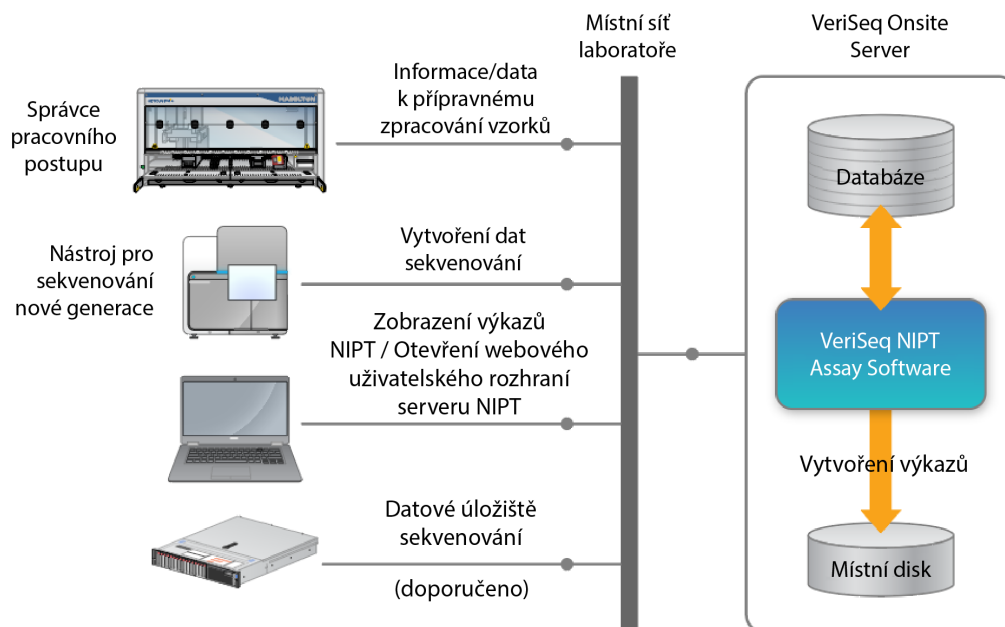 Místní síť
laboratoře
VeriSeq Onsite
Server
Správce
pracovního
postupu
HAMILTON
Informace/data
k přípravnému
zpracování vzorků
Databáze
Nástroj pro
sekvenování
nové generace
Vytvoření dat
sekvenování
Zobrazení výkazů
NIPT / Otevření webového
uživatelského rozhraní
serveru NIPT
VeriSeq NIPT
Assay Software
Vytvoření výkazů
Datové úložiště
sekvenování
(doporučeno)
Místní disk